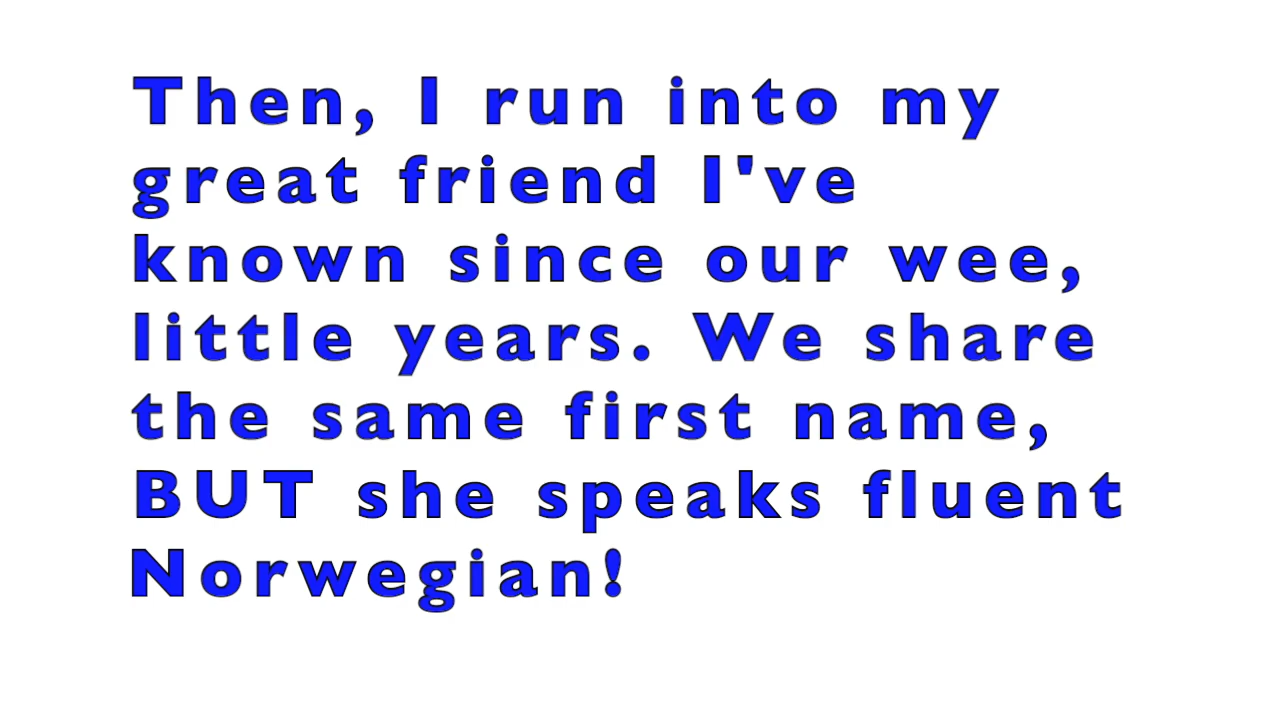 Then, I run into my
great friend I've
known since our wee,
little years. We share
the same first name,
BUT she speaks fluent
Norwegian!